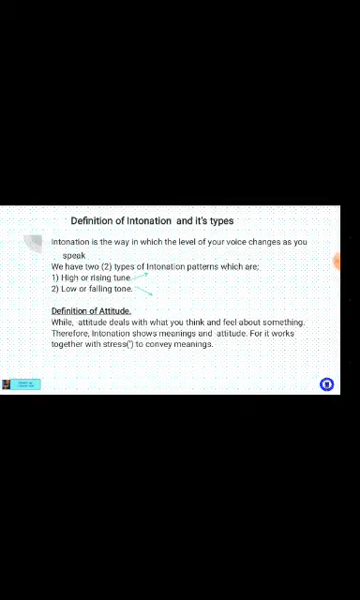 Definition of Intonation and it's types
Intonation is the way in which the level of your voice changes as you
speak
We have two (2) types of Intonation patterns which are;
1) High or rising tune
2) Low or falling tone.
Definition of Attitude.
While, attitude deals with what you think and feel about something.
Therefore, Intonation shows meanings and attitude. For it works
together with stress(') to convey meanings.